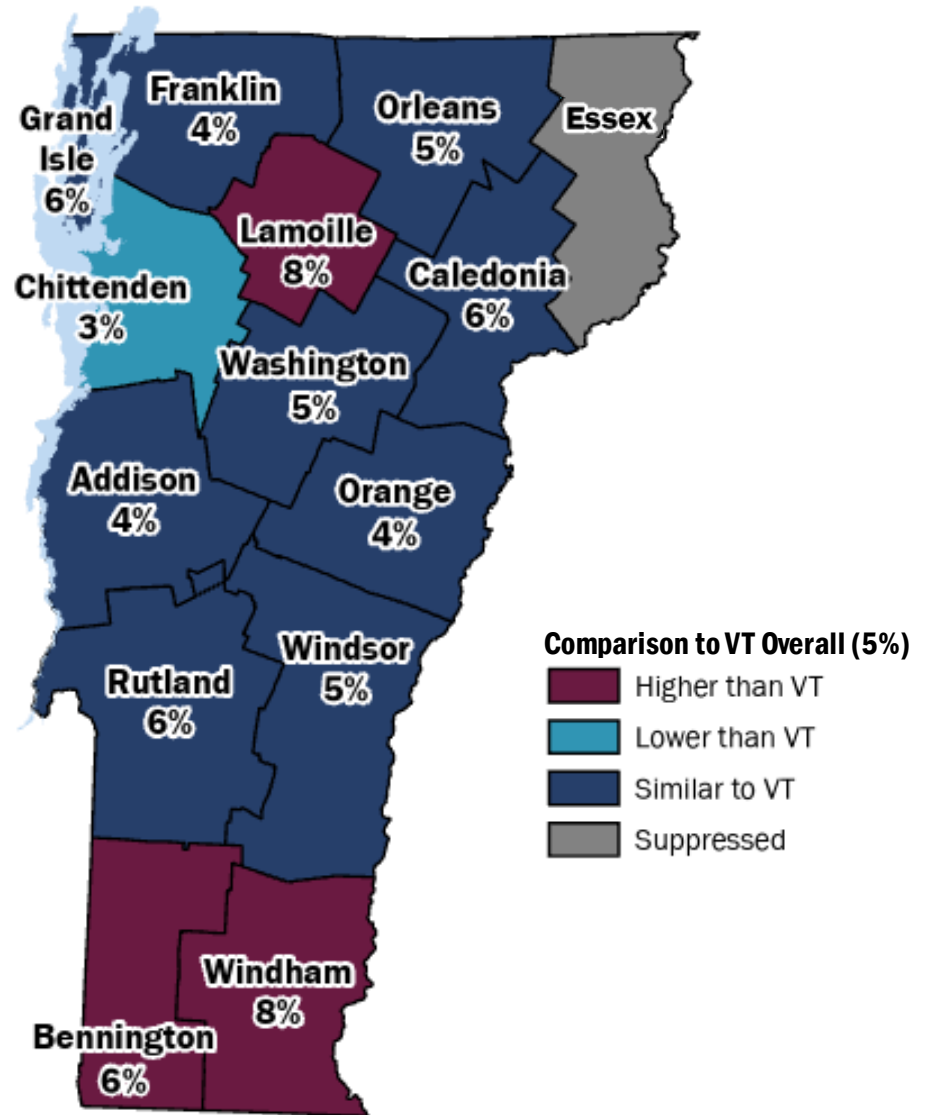 Franklin
4%
Orleans
5%
Essex
Grand
Isle
6%
Lamoille
8%
Chittenden
3%
Caledonia
6%
Washington
5%
Addison
4%
Orange
4%
Windsor
5%
Rutland
6%
Windham
8%
Bennington
6%
Comparison to VT Overall (5%)
Higher than VT
Lower than VT
Similar to VT
Suppressed